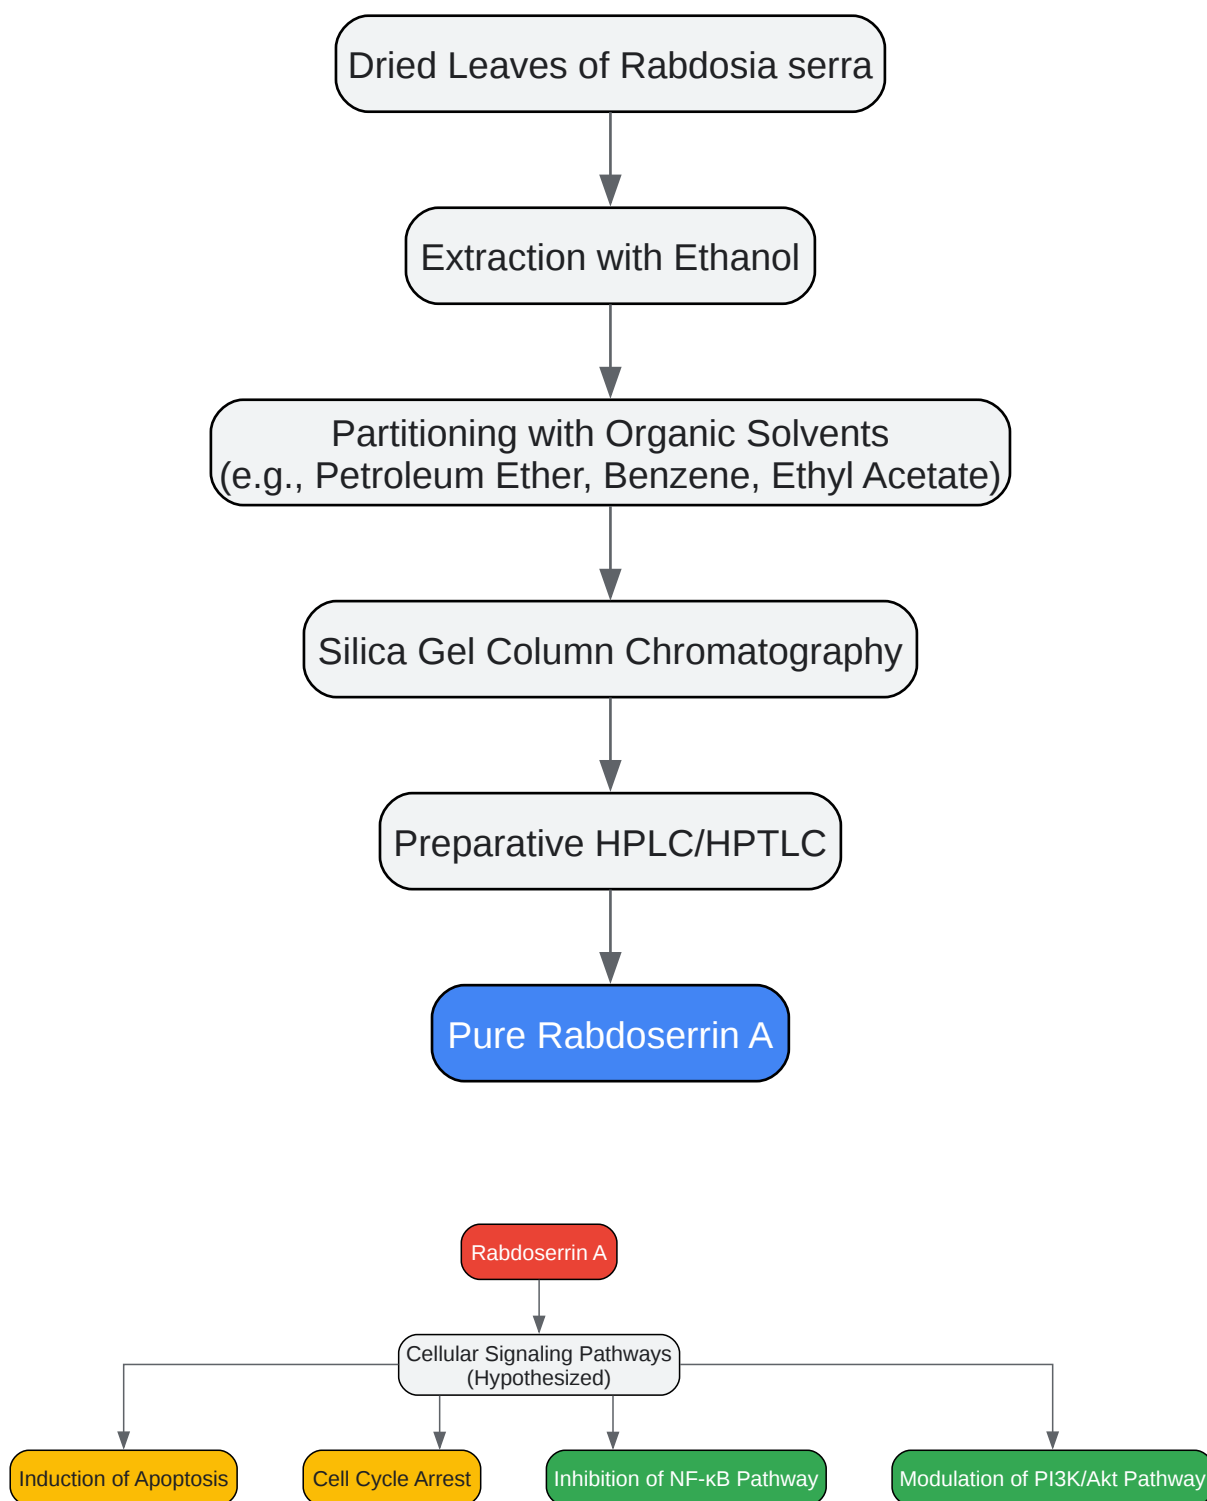 Dried Leaves of Rabdosia serra
Extraction with Ethanol
Partitioning with Organic Solvents
(e.g., Petroleum Ether, Benzene, Ethyl Acetate)
Silica Gel Column Chromatography
Preparative HPLC/HPTLC
Pure Rabdoserrin A
Rabdoserrin A
Cellular Signaling Pathways
(Hypothesized)
Induction of Apoptosis
Cell Cycle Arrest
Inhibition of NF-κB Pathway
Modulation of PI3K/Akt Pathway